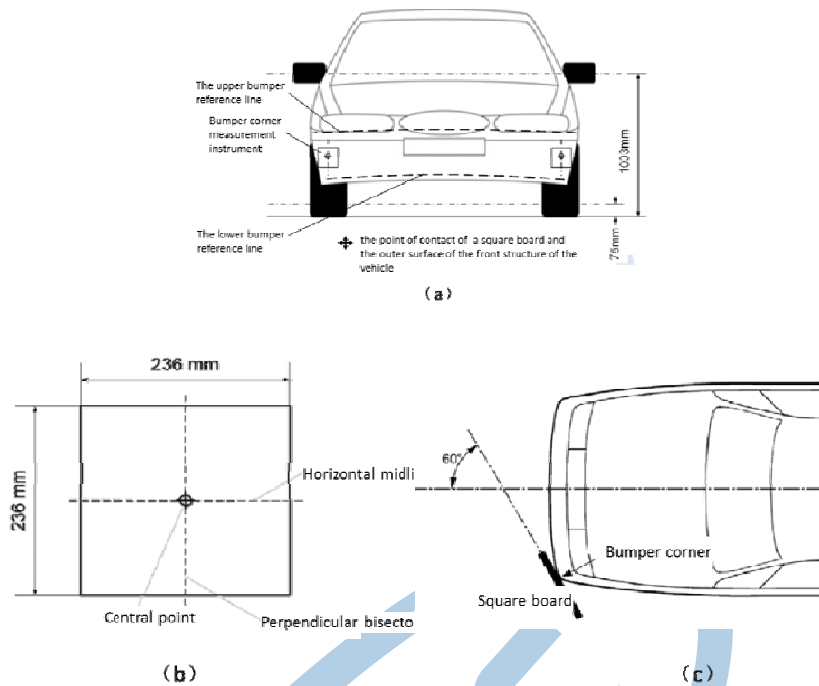 The upper bumper
reference line
Bumper corner
measurement
instrument
The lower bumper
reference line
1003mm
75mm
the point of contact of a square board and
the outer surface of the front structure of the
vehicle
(a)
236 mm
236 mm
Horizontal midli
Central point
Perpendicular bisecto
(b)
60°
Bumper corner
Square board
(c)